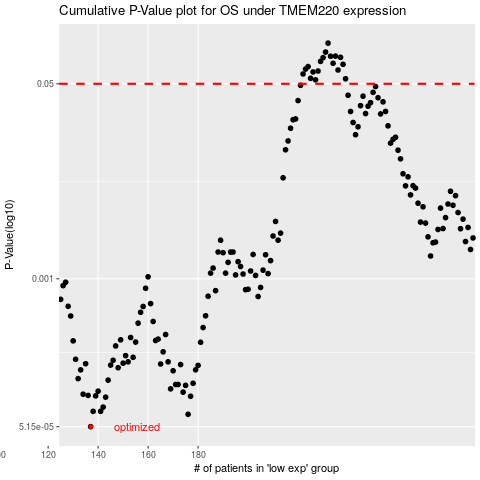 Cumulative P-Value plot for OS under TMEM220 expression
P-Value(log10)
0.05
0.001
5.15e-05
optimized
00
120
140
160
180
# of patients in 'low exp' group